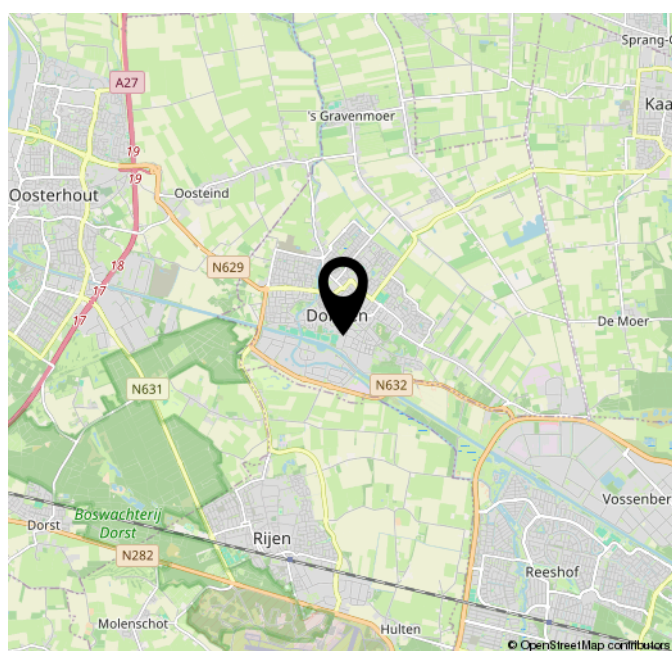 Sprang-C
A27
Kaa
's Gravenmoer
19
19
Oosteind
Oosterhout
18
N629
17
17
De Moer
N631
N632
Vossenber
Boswachterij
Dorst
Dorst
Rijen
N282
Reeshof
Molenschot
Hulten
© OpenStreetMap contributors